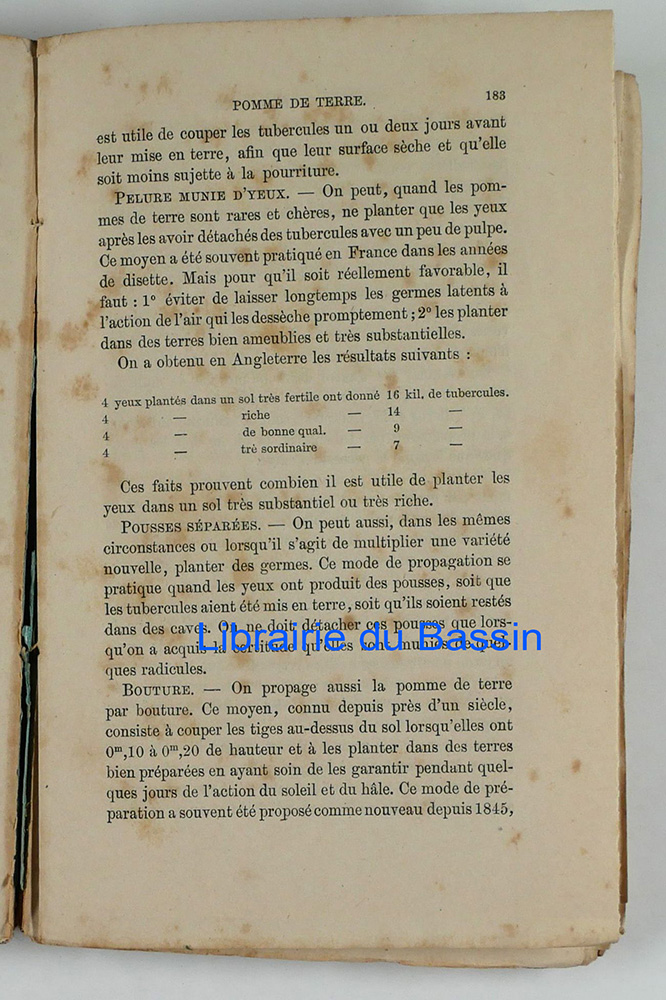 POMME DE TERRE. 183
est utile de couper les tubercules un ou deux jours avant
leur mise en terre, afin que leur surface sèche et qu'elle
soit moins sujette à la pourriture.
PELURE MUNIE D'YEUX. — On peut, quand les pom-
mes de terre sont rares et chères, ne planter que les yeux
après les avoir détachés des tubercules avec un peu de pulpe.
Ce moyen a été souvent pratiqué en France dans les années
de disette. Mais pour qu'il soit réellement favorable, il
faut : 1° éviter de laisser longtemps les germes latents à
l'action de l'air qui les dessèche promptement ; 2° les planter
dans des terres bien ameublies et très substantielles.
On a obtenu en Angleterre les résultats suivants :
4 yeux plantés dans un sol très fertile ont donné 16 kil. de tubercules.
4 — riche — 14 —
4 — de bonne qual. — 9 —
4 — trè sordinaire — 7 —
Ces faits prouvent combien il est utile de planter les
yeux dans un sol très substantiel ou très riche.
POUSSES SÉPARÉES. — On peut aussi, dans les mêmes
circonstances ou lorsqu'il s'agit de multiplier une variété
nouvelle, planter des germes. Ce mode de propagation se
pratique quand les yeux ont produit des pousses, soit que
les tubercules aient été mis en terre, soit qu'ils soient restés
dans des caves. On ne doit détacher ces pousses que lors-
qu'on a acquis la certitude qu'elles sont munies de quel-
Librairie du Bassin
ques radicules.
BOUTURE. — On propage aussi la pomme de terre
par bouture. Ce moyen, connu depuis près d'un siècle,
consiste à couper les tiges au-dessus du sol lorsqu'elles ont
0m,10 à 0m,20 de hauteur et à les planter dans des terres
bien préparées en ayant soin de les garantir pendant quel-
ques jours de l'action du soleil et du hâle. Ce mode de pré-
paration a souvent été proposé comme nouveau depuis 1845,